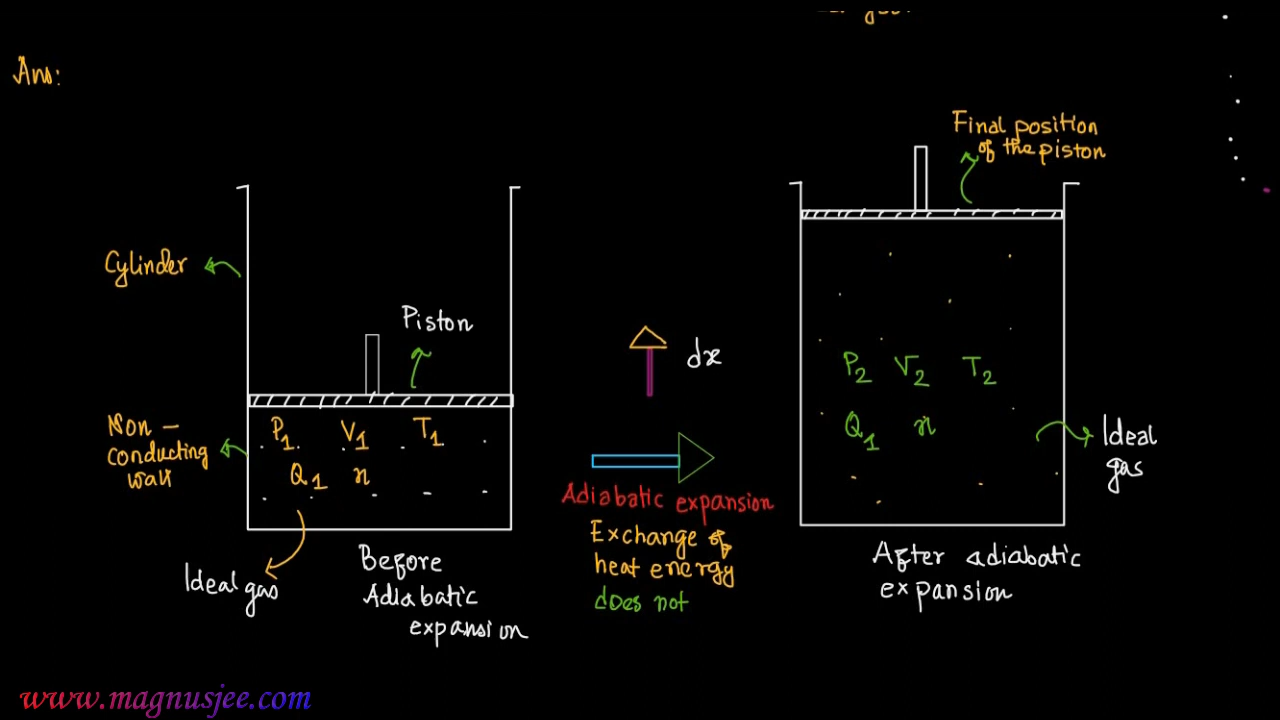 Ans:
Final position
of the piston
Cylinder
Piston
dx
P1 V1 T1
Q1 n
Non -
conducting
wall
P2 V2 T2
Q1 n
Ideal
gas
Adiabatic expansion
Exchange of
heat energy
does not
Ideal gas
Before
Adiabatic
expansion
After adiabatic
expansion
www.magnusjee.com